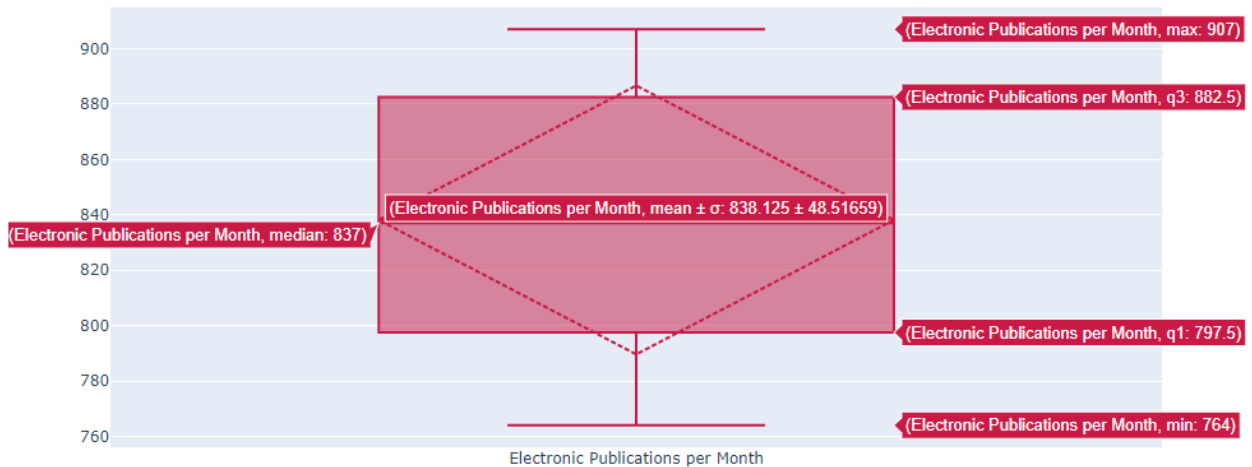 (Electronic Publications per Month, max: 907)
900
(Electronic Publications per Month, q3: 882.5)
880
860
840
(Electronic Publications per Month, mean ± σ: 838.125 ± 48.51659)
(Electronic Publications per Month, median: 837)
820
800
(Electronic Publications per Month, q1: 797.5)
780
(Electronic Publications per Month, min: 764)
760
Electronic Publications per Month